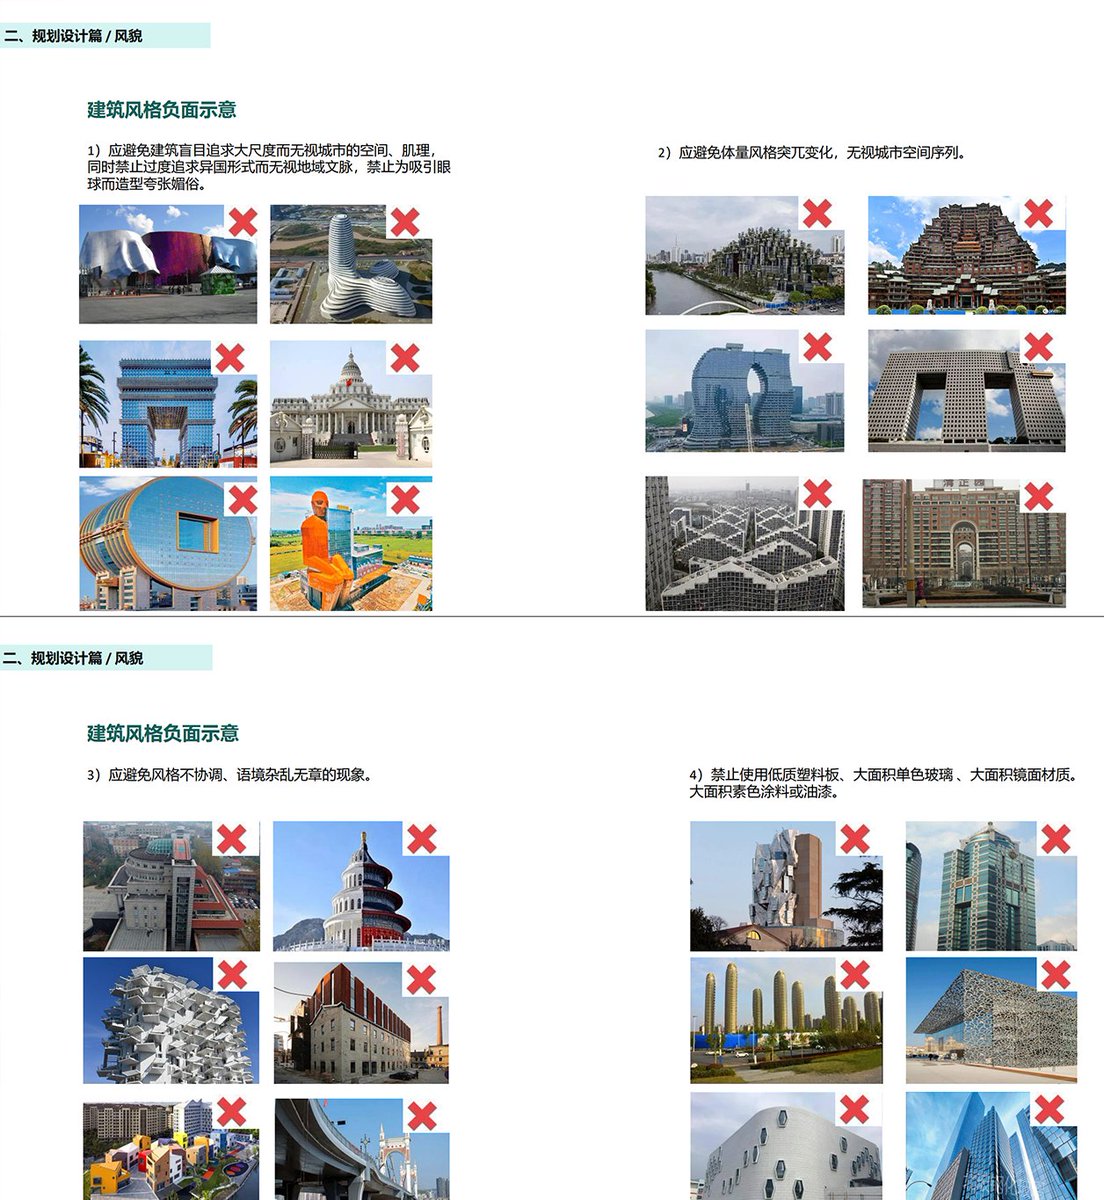 二、规划设计篇 / 风貌
建筑风格负面示意
1）应避免建筑盲目追求大尺度而无视城市的空间、肌理，
同时禁止过度追求异国形式而无视地域文脉，禁止为吸引眼
球而造型夸张媚俗。
2）应避免体量风格突兀变化，无视城市空间序列。
二、规划设计篇 / 风貌
建筑风格负面示意
3）应避免风格不协调、语境杂乱无章的现象。
4）禁止使用低质塑料板、大面积单色玻璃 、大面积镜面材质。
大面积素色涂料或油漆。